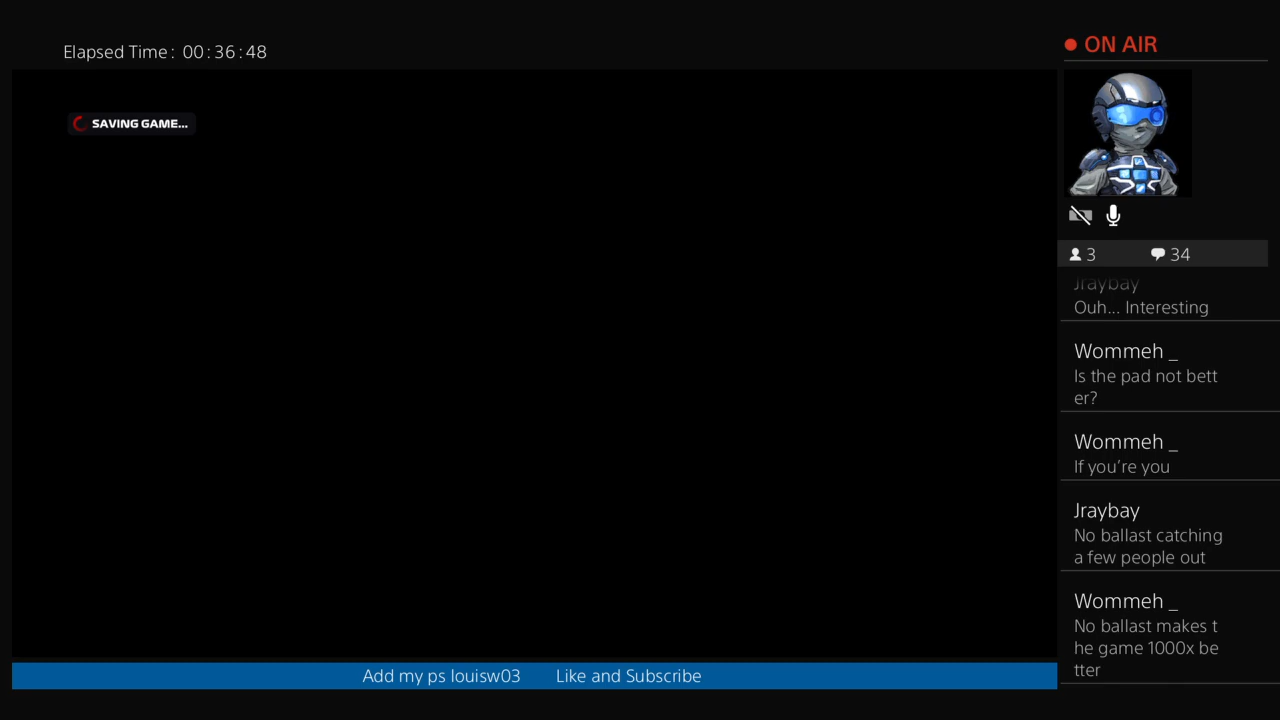 Elapsed Time: 00:36:48
ON AIR
SAVING GAME...
3 34
Jraybay
Ouh... Interesting
Wommeh _
Is the pad not bett
er?
Wommeh _
If you're you
Jraybay
No ballast catching
a few people out
Wommeh _
No ballast makes t
he game 1000x be
tter
Add my ps louisw03 Like and Subscribe